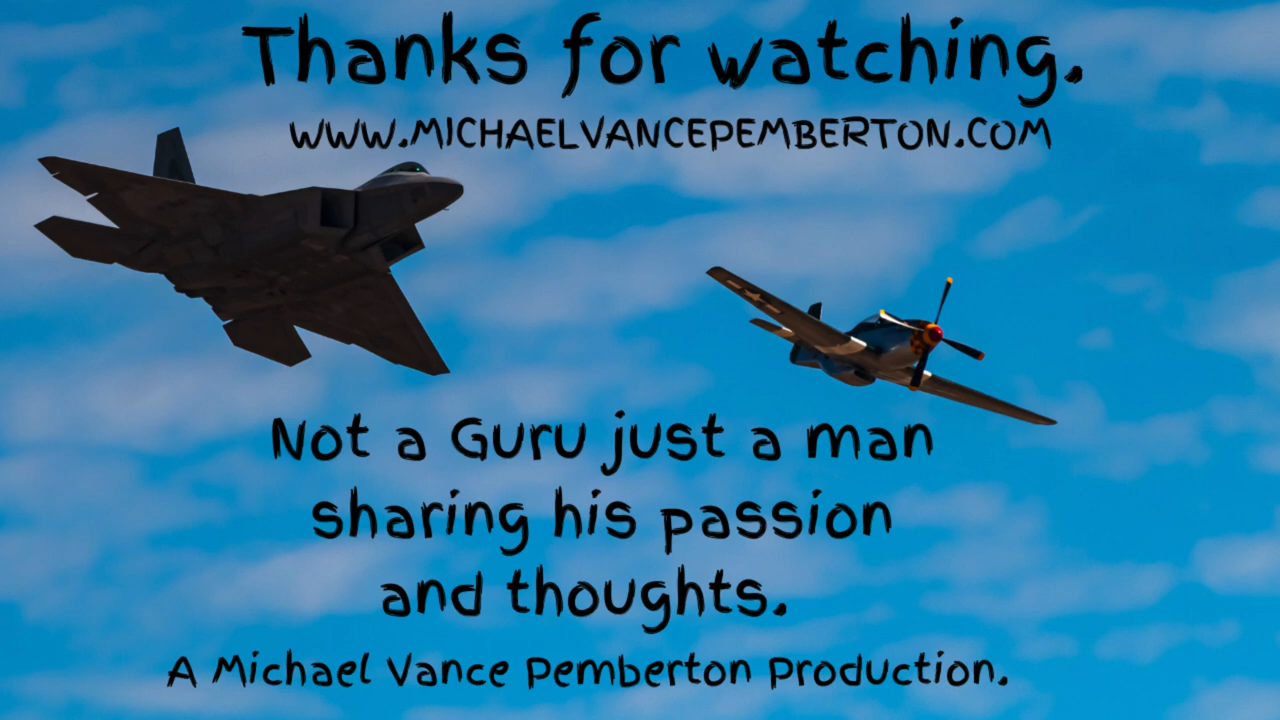 Thanks for watching.
WWW.MICHAELVANCEPEMBERTON.COM
Not a Guru just a man
sharing his passion
and thoughts.
A Michael Vance Pemberton Production.